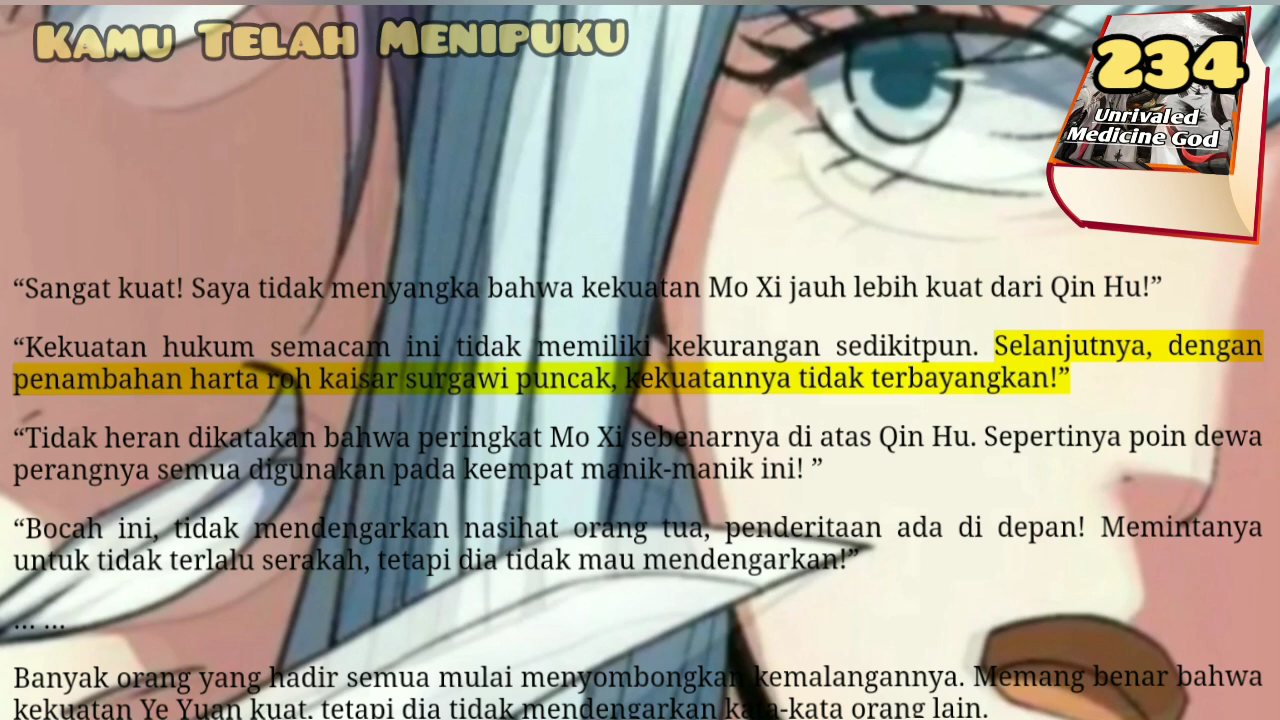 Kamu Telah Menipuku
234
Unrivaled
Medicine God
“Sangat kuat! Saya tidak menyangka bahwa kekuatan Mo Xi jauh lebih kuat dari Qin Hu!”
“Kekuatan hukum semacam ini tidak memiliki kekurangan sedikitpun. Selanjutnya, dengan
penambahan harta roh kaisar surgawi puncak, kekuatannya tidak terbayangkan!”
“Tidak heran dikatakan bahwa peringkat Mo Xi sebenarnya di atas Qin Hu. Sepertinya poin dewa
perangnya semua digunakan pada keempat manik-manik ini! ”
“Bocah ini, tidak mendengarkan nasihat orang tua, penderitaan ada di depan! Memintanya
untuk tidak terlalu serakah, tetapi dia tidak mau mendengarkan!”
... ...
Banyak orang yang hadir semua mulai menyombongkan kemalangannya. Memang benar bahwa
kekuatan Ye Yuan kuat, tetapi dia tidak mendengarkan kata-kata orang lain.